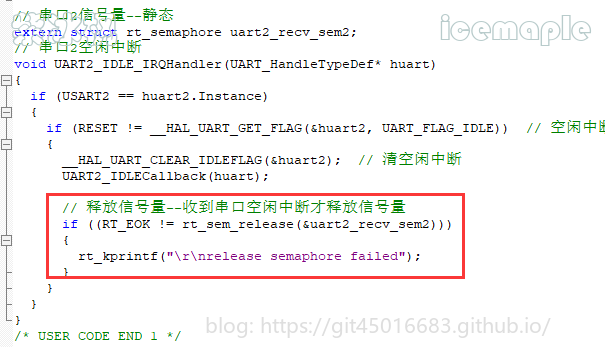 // 串口2信号量--静态
icemaple
extern struct rt_semaphore uart2_recv_sem2;
// 串口2空闲中断
void UART2_IDLE_IRQHandler(UART_HandleTypeDef* huart)
{
if (USART2 == huart2.Instance)
{
if (RESET != __HAL_UART_GET_FLAG(&huart2, UART_FLAG_IDLE)) // 空闲中断
{
__HAL_UART_CLEAR_IDLEFLAG(&huart2); // 清空闲中断
UART2_IDLECallback(huart);
// 释放信号量--收到串口空闲中断才释放信号量
if ((RT_EOK != rt_sem_release(&uart2_recv_sem2)))
{
rt_kprintf("\r\nrelease semaphore failed");
}
}
}
}
/* USER CODE END 1 */
blog: https://git45016683.github.io/